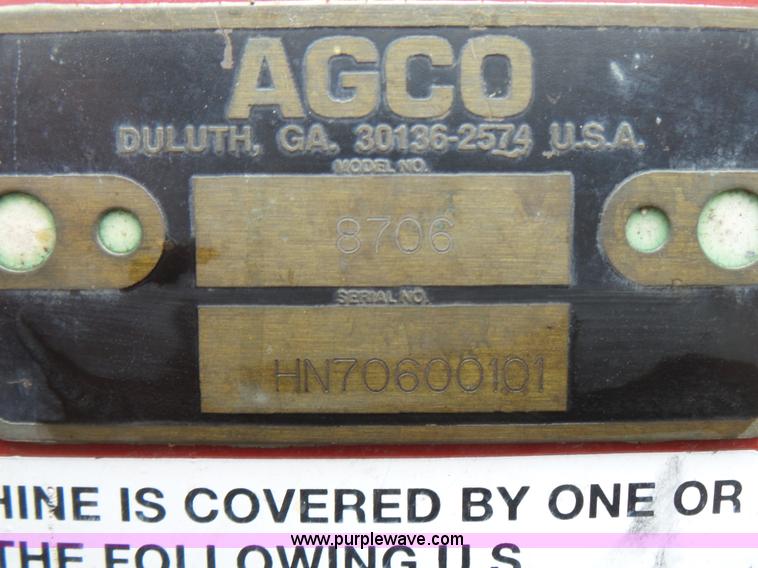 AGCO
DULUTH, GA. 30136-2574 U.S.A.
MODEL NO.
8706
SERIAL NO.
HN70600101
HINE IS COVERED BY ONE OR
THE FOLLOWING U.S.
www.purplewave.com